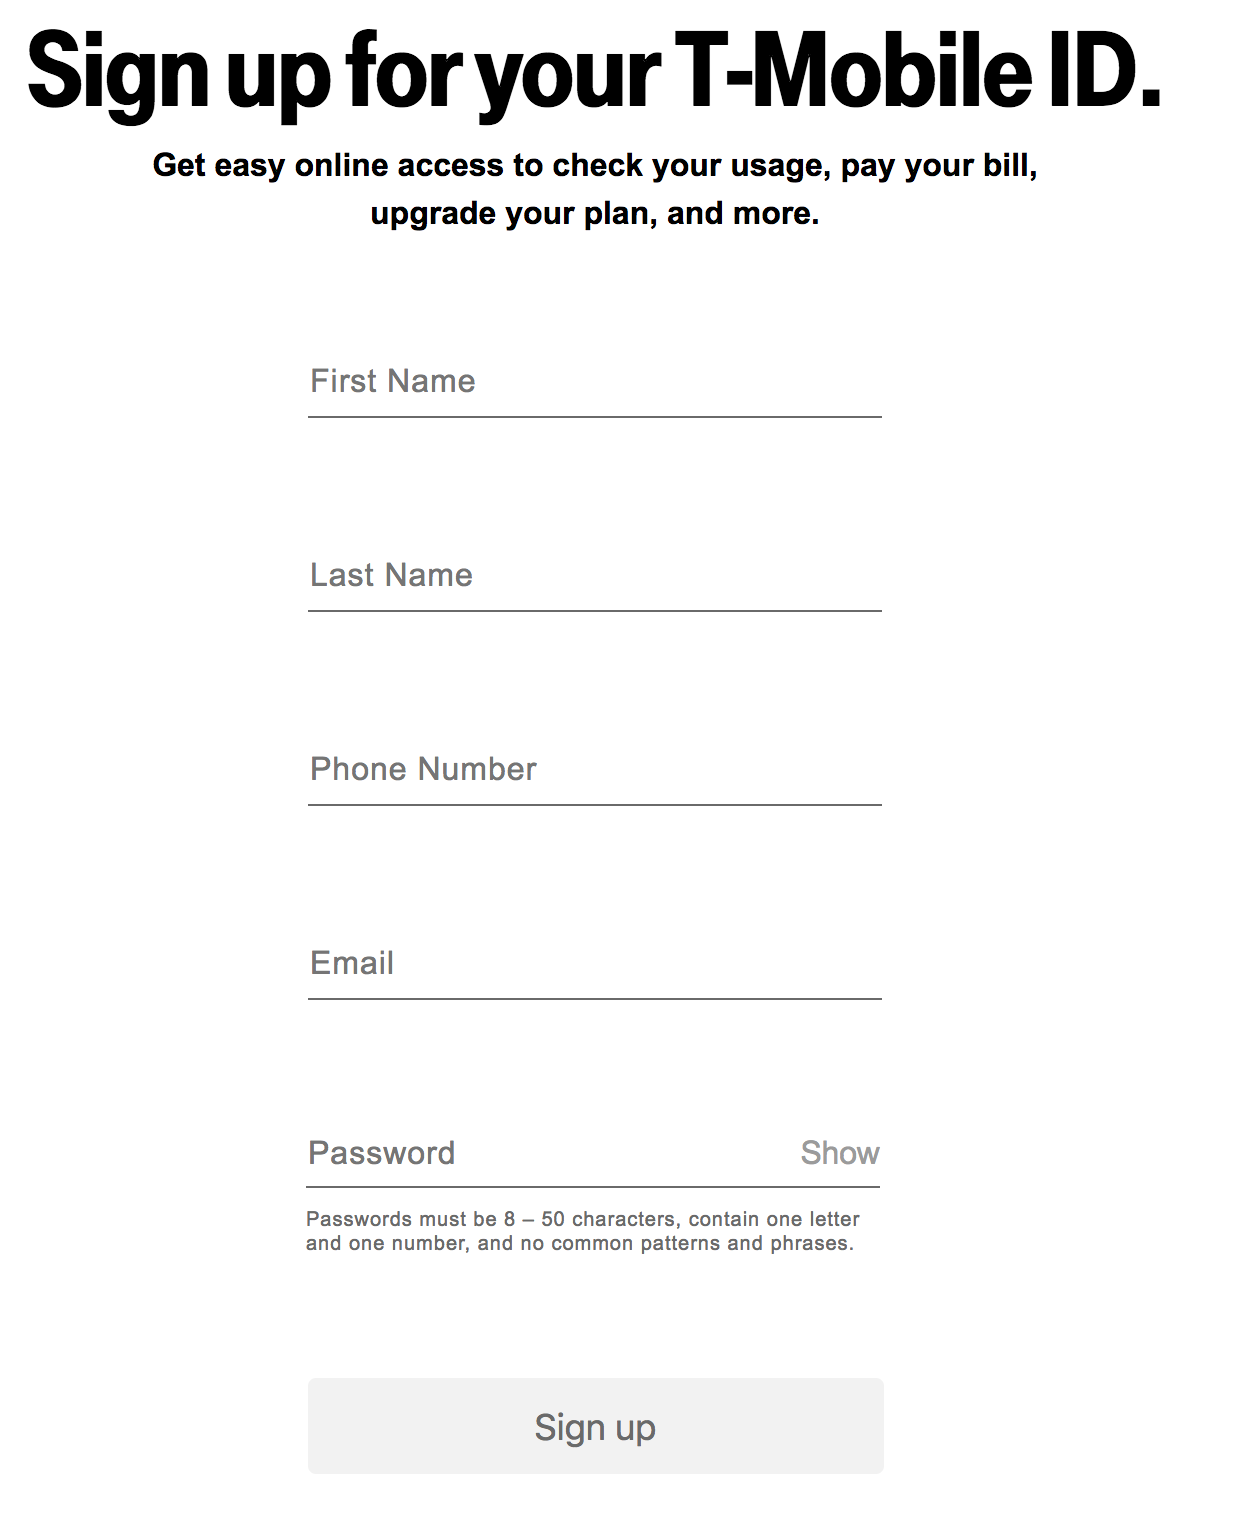 Sign up for your T-Mobile ID.
Get easy online access to check your usage, pay your bill,
upgrade your plan, and more.
First Name
Last Name
Phone Number
Email
Password Show
Passwords must be 8 – 50 characters, contain one letter
and one number, and no common patterns and phrases.
Sign up